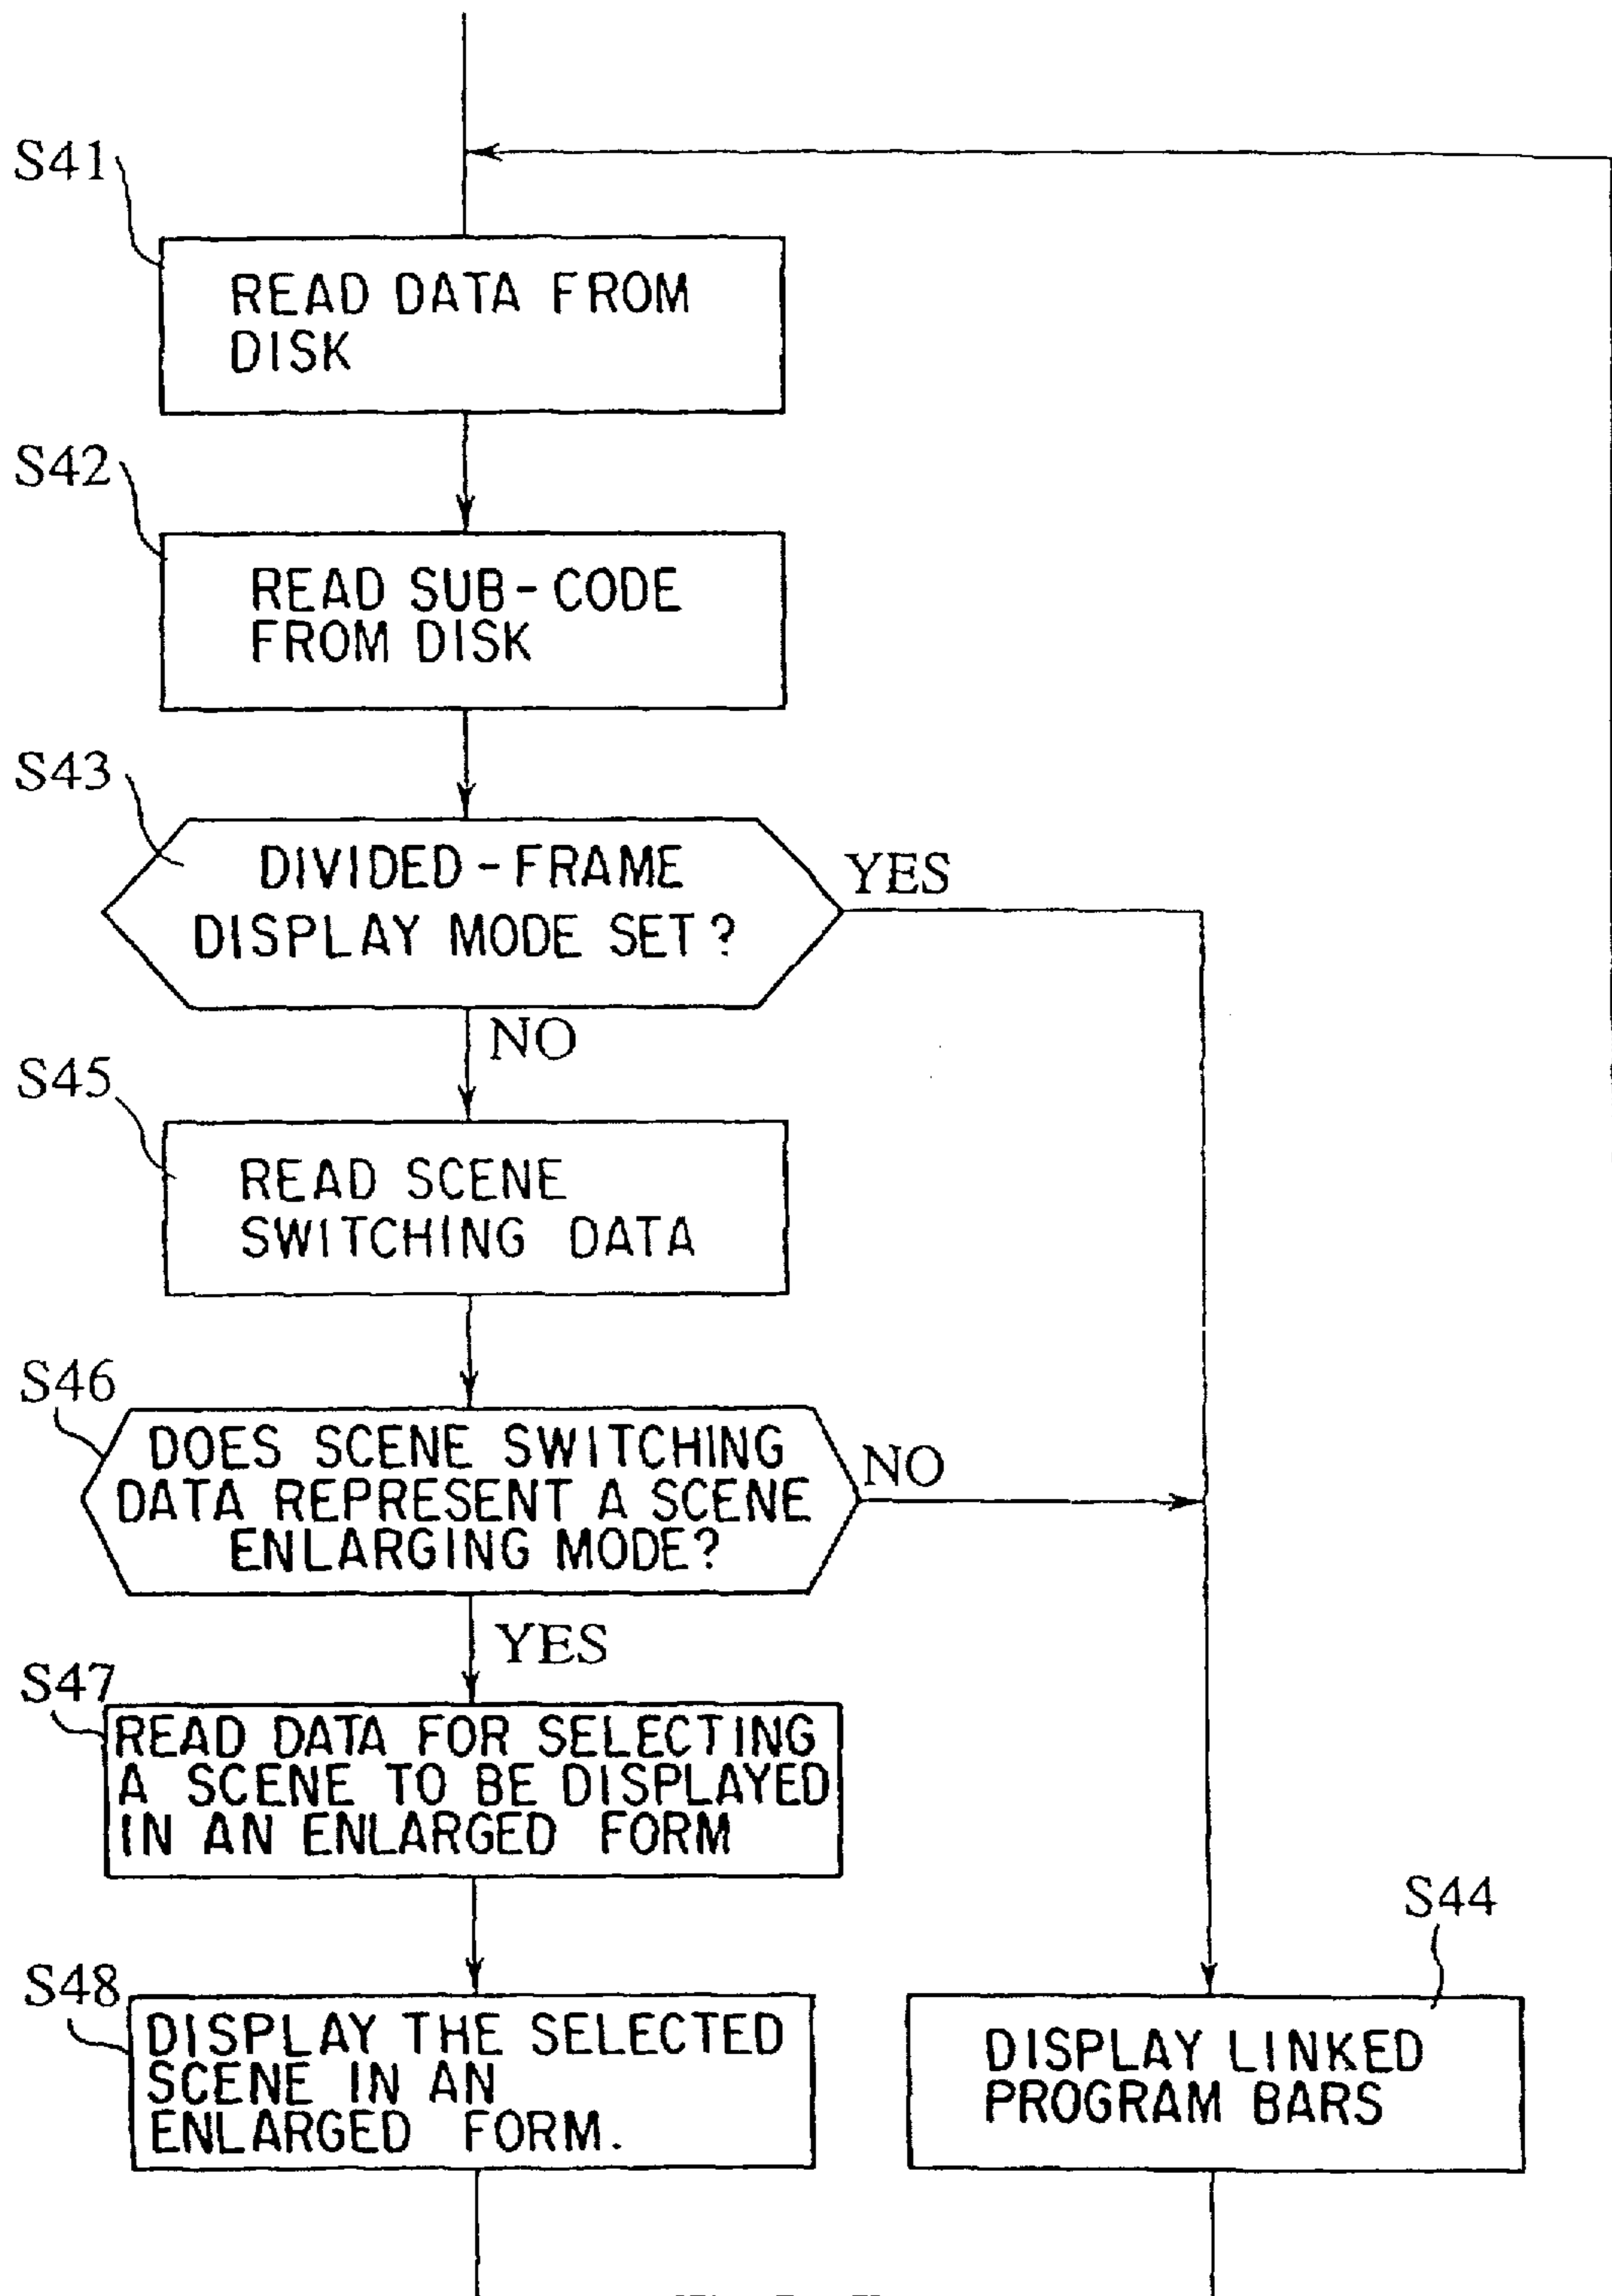 S41
READ DATA FROM
DISK
S42
READ SUB-CODE
FROM DISK
S43
DIVIDED-FRAME
DISPLAY MODE SET?
YES
NO
S45
READ SCENE
SWITCHING DATA
S46
DOES SCENE SWITCHING
DATA REPRESENT A SCENE
ENLARGING MODE?
NO
YES
S47
READ DATA FOR SELECTING
A SCENE TO BE DISPLAYED
IN AN ENLARGED FORM
S48
DISPLAY THE SELECTED
SCENE IN AN
ENLARGED FORM.
S44
DISPLAY LINKED
PROGRAM BARS